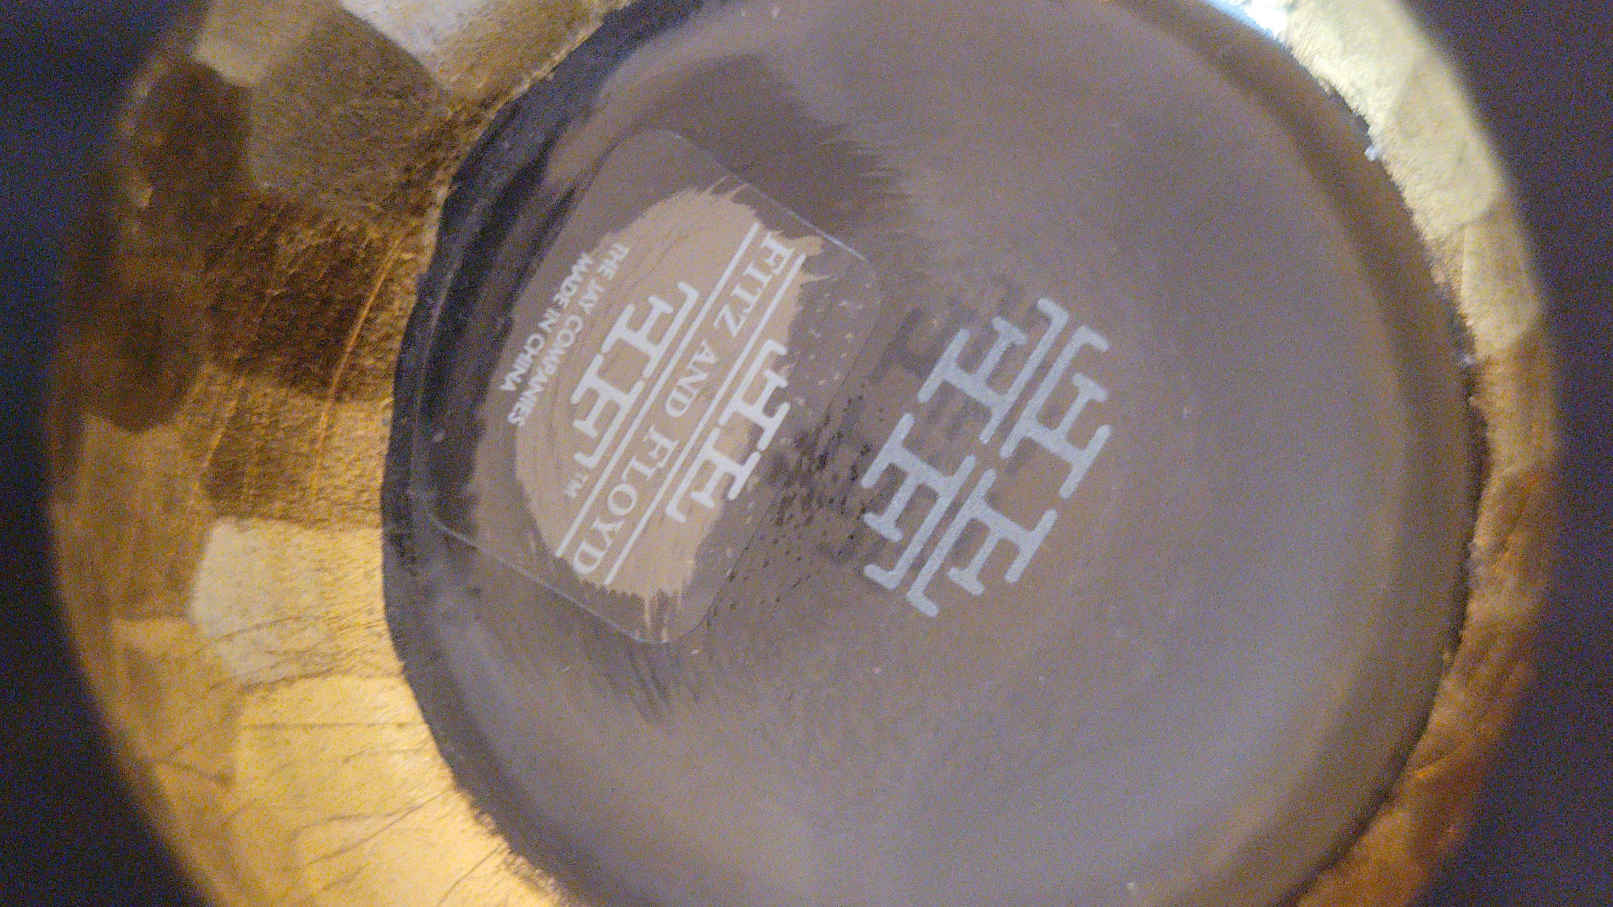 FITZ AND FLOYD
TM
THE JAY COMPANIES
MADE IN CHINA